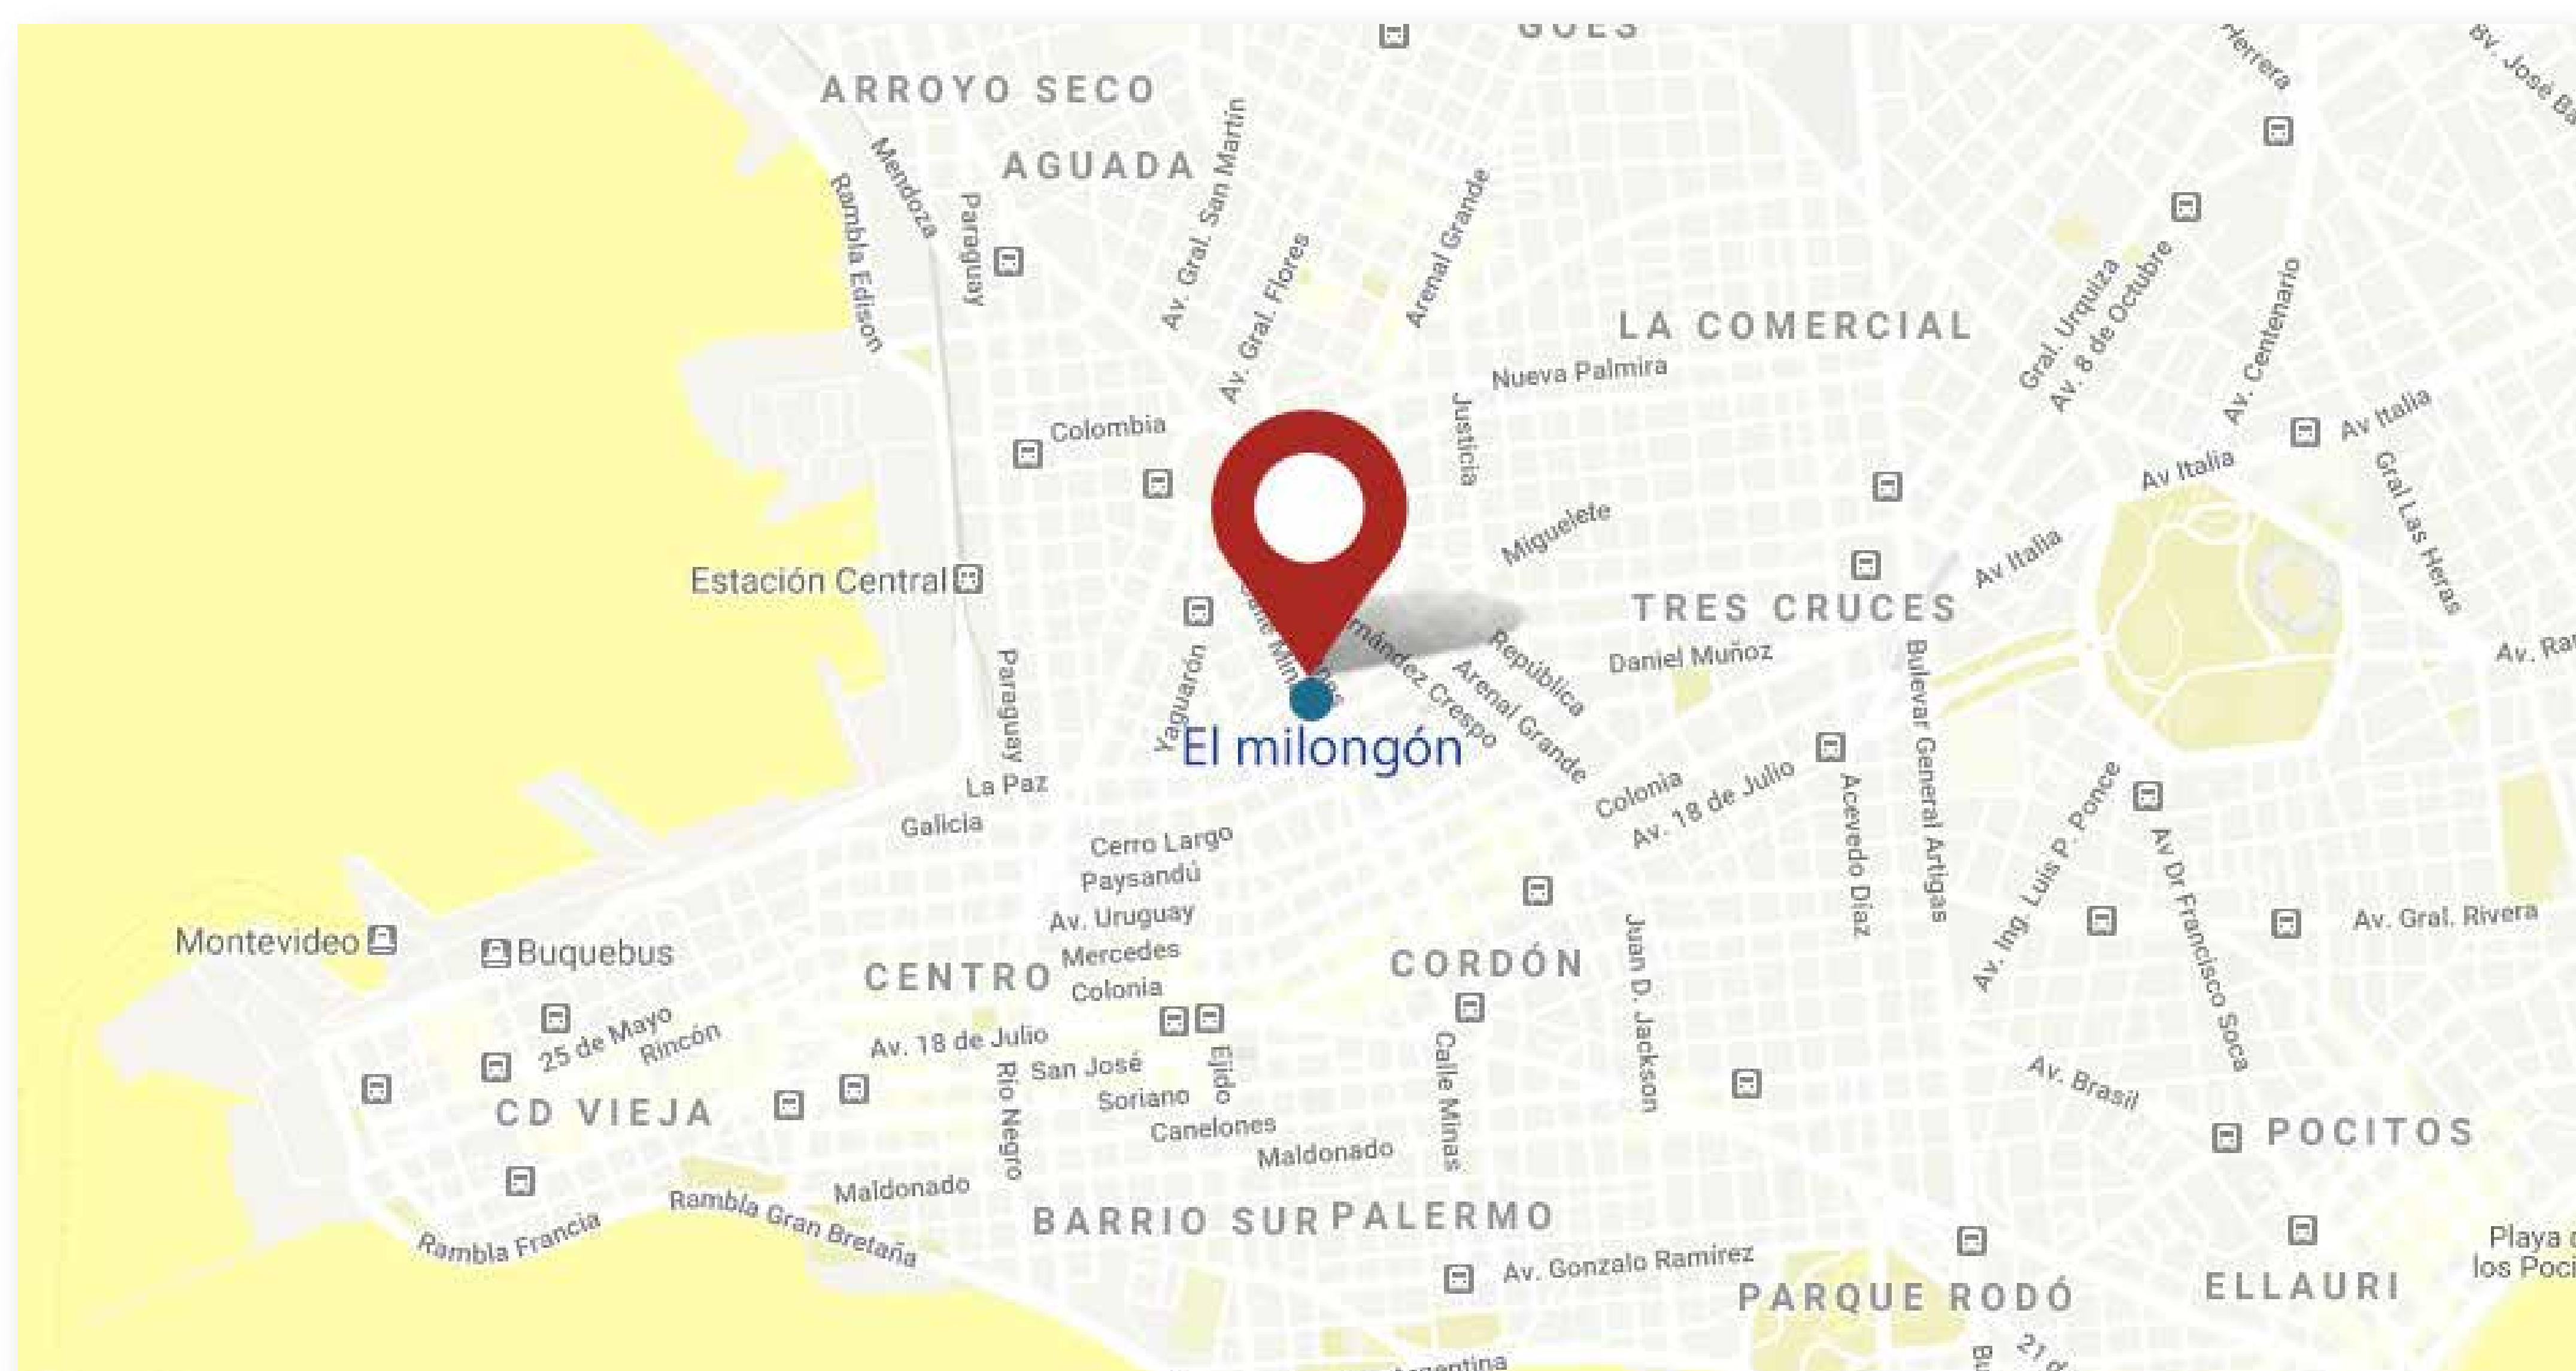 GOES
Herrera
ARROYO SECO
AGUADA
Mendoza
Rambla Edison
Paraguay
Av. Gral. San Martín
Av. Gral. Flores
Arenal Grande
LA COMERCIAL
Nueva Palmira
Gral. Urquiza
Av. 8 de Octubre
Av. Centenario
Av Italia
Av Italia
Av Italia
Gral Las Heras
Colombia
Justicia
Miguelete
Estación Central
TRES CRUCES
Daniel Muñoz
República
Arenal Grande
Crespo
Yaguarón
El milongón
Paraguay
La Paz
Galicia
Colonia
Av. 18 de Julio
Acevedo Díaz
Bulevar General Artigas
Av. Ing. Luis P. Ponce
Av Dr Francisco Soca
Av. Gral. Rivera
Cerro Largo
Paysandú
Av. Uruguay
Mercedes
Colonia
Montevideo
Buquebus
CENTRO
CORDÓN
Juan D. Jackson
25 de Mayo
Rincón
Av. 18 de Julio
San José
Ejido
Río Negro
Soriano
Canelones
Maldonado
Calle Minas
Av. Brasil
CD VIEJA
POCITOS
Maldonado
Rambla Francia
Rambla Gran Bretaña
BARRIO SUR
PALERMO
Av. Gonzalo Ramírez
PARQUE RODÓ
ELLAURI
Playa
los